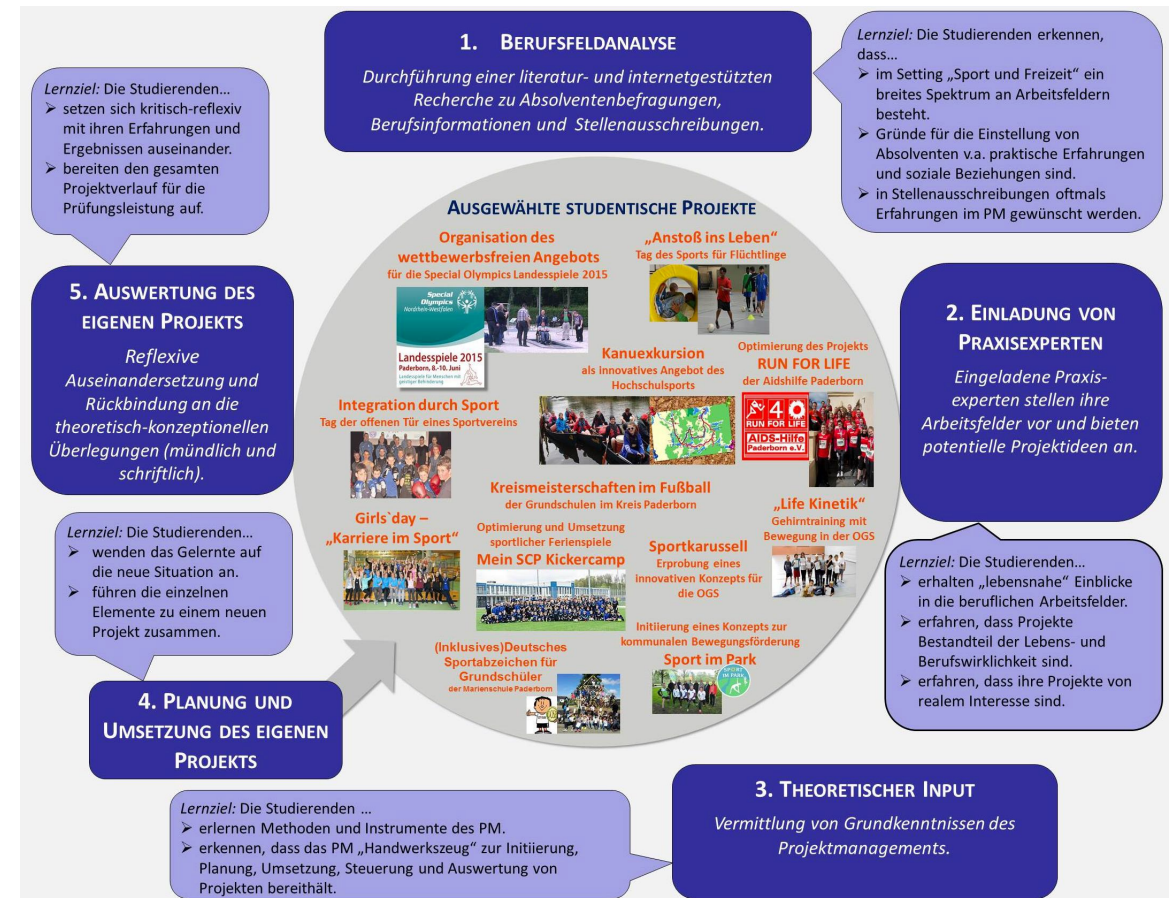 1. BERUFSFELDANALYSE
Durchführung einer literatur- und internetgestützten
Recherche zu Absolventenbefragungen,
Berufsinformationen und Stellenausschreibungen.
Lernziel: Die Studierenden erkennen,
dass…
➢ im Setting „Sport und Freizeit“ ein
breites Spektrum an Arbeitsfeldern
besteht.
➢ Gründe für die Einstellung von
Absolventen v.a. praktische Erfahrungen
und soziale Beziehungen sind.
➢ in Stellenausschreibungen oftmals
Erfahrungen im PM gewünscht werden.
2. EINLADUNG VON
PRAXISEXPERTEN
Eingeladene Praxis-
experten stellen ihre
Arbeitsfelder vor und bieten
potentielle Projektideen an.
Lernziel: Die Studierenden…
➢ erhalten „lebensnahe“ Einblicke
in die beruflichen Arbeitsfelder.
➢ erfahren, dass Projekte
Bestandteil der Lebens- und
Berufswirklichkeit sind.
➢ erfahren, dass ihre Projekte von
realem Interesse sind.
3. THEORETISCHER INPUT
Vermittlung von Grundkenntnissen des
Projektmanagements.
Lernziel: Die Studierenden …
➢ erlernen Methoden und Instrumente des PM.
➢ erkennen, dass das PM „Handwerkszeug“ zur Initiierung,
Planung, Umsetzung, Steuerung und Auswertung von
Projekten bereithält.
4. PLANUNG UND
UMSETZUNG DES EIGENEN
PROJEKTS
Lernziel: Die Studierenden…
➢ wenden das Gelernte auf
die neue Situation an.
➢ führen die einzelnen
Elemente zu einem neuen
Projekt zusammen.
5. AUSWERTUNG DES
EIGENEN PROJEKTS
Reflexive
Auseinandersetzung und
Rückbindung an die
theoretisch-konzeptionellen
Überlegungen (mündlich und
schriftlich).
Lernziel: Die Studierenden…
➢ setzen sich kritisch-reflexiv
mit ihren Erfahrungen und
Ergebnissen auseinander.
➢ bereiten den gesamten
Projektverlauf für die
Prüfungsleistung auf.
AUSGEWÄHLTE STUDENTISCHE PROJEKTE
Organisation des
wettbewerbsfreien Angebots
für die Special Olympics Landesspiele 2015
Special
Olympics
Nordrhein-Westfalen
Landesspiele 2015
Paderborn, 8.-10. Juni
Landesspiele für Menschen mit
geistiger Behinderung
„Anstoß ins Leben“
Tag des Sports für Flüchtlinge
Kanuexkursion
als innovatives Angebot des
Hochschulsports
Optimierung des Projekts
RUN FOR LIFE
der Aidshilfe Paderborn
4
RUN FOR LIFE
AIDS-Hilfe
Paderborn e.V.
Integration durch Sport
Tag der offenen Tür eines Sportvereins
Kreismeisterschaften im Fußball
der Grundschulen im Kreis Paderborn
Girls`day –
„Karriere im Sport“
Optimierung und Umsetzung
sportlicher Ferienspiele
Mein SCP Kickercamp
Sportkarussell
Erprobung eines
innovativen Konzepts für
die OGS
„Life Kinetik“
Gehirntraining mit
Bewegung in der OGS
(Inklusives)Deutsches
Sportabzeichen für
Grundschüler
der Marienschule Paderborn
Initiierung eines Konzepts zur
kommunalen Bewegungsförderung
Sport im Park
SPORT
IM PARK